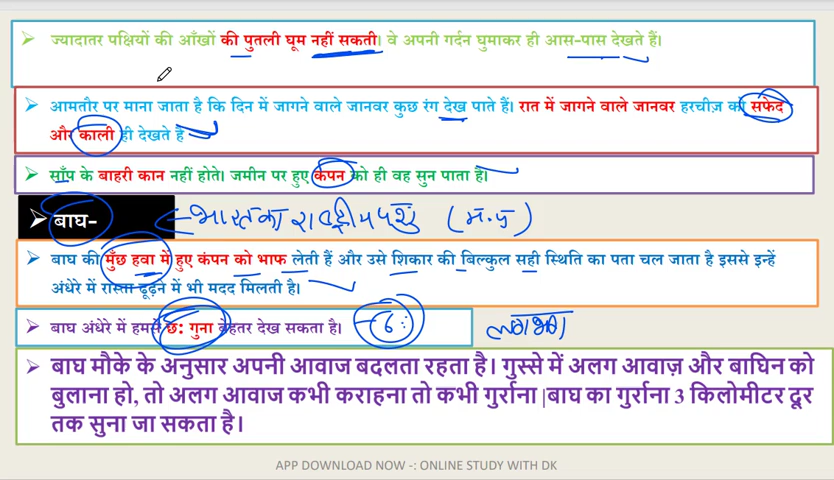 ➢ ज्यादातर पक्षियों की आँखों की पुतली घूम नहीं सकती। वे अपनी गर्दन घुमाकर ही आस-पास देखते हैं।
➢ आमतौर पर माना जाता है कि दिन में जागने वाले जानवर कुछ रंग देख पाते हैं। रात में जागने वाले जानवर हरचीज़ को सफेद
और काली ही देखते हैं
➢ साँप के बाहरी कान नहीं होते। जमीन पर हुए कंपन को ही वह सुन पाता है।
➢ बाघ- भारत का राष्ट्रीय पशु (म.प्र)
➢ बाघ की मुँछ हवा में हुए कंपन को भाफ लेती हैं और उसे शिकार की बिल्कुल सही स्थिति का पता चल जाता है इससे इन्हें
अंधेरे में रास्ता ढूढ़ने में भी मदद मिलती है।
➢ बाघ अंधेरे में हमसे छ: गुना बेहतर देख सकता है। 6: लगभग
➢ बाघ मौके के अनुसार अपनी आवाज बदलता रहता है। गुस्से में अलग आवाज़ और बाघिन को
बुलाना हो, तो अलग आवाज कभी कराहना तो कभी गुर्राना |बाघ का गुर्राना 3 किलोमीटर दूर
तक सुना जा सकता है।
APP DOWNLOAD NOW -: ONLINE STUDY WITH DK